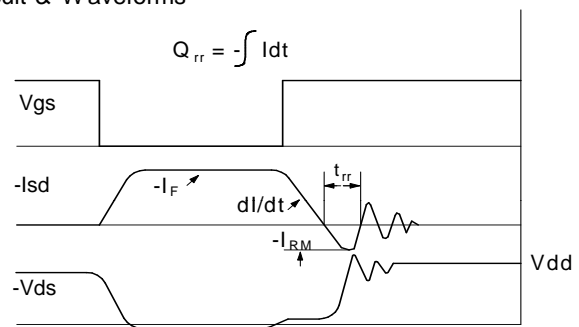 Q rr = -∫ Idt
Vgs
-Isd
-I F
dI/dt
t rr
-I RM
Vdd
-Vds